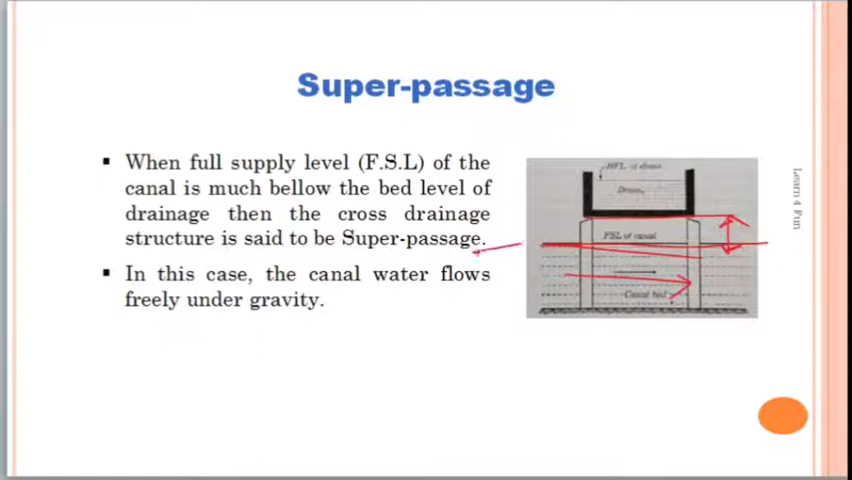 Super-passage
▪ When full supply level (F.S.L) of the
canal is much bellow the bed level of
drainage then the cross drainage
structure is said to be Super-passage.
▪ In this case, the canal water flows
freely under gravity.
HFL of drain
Drain
FSL of canal
Canal bed
Learn 4 Fun